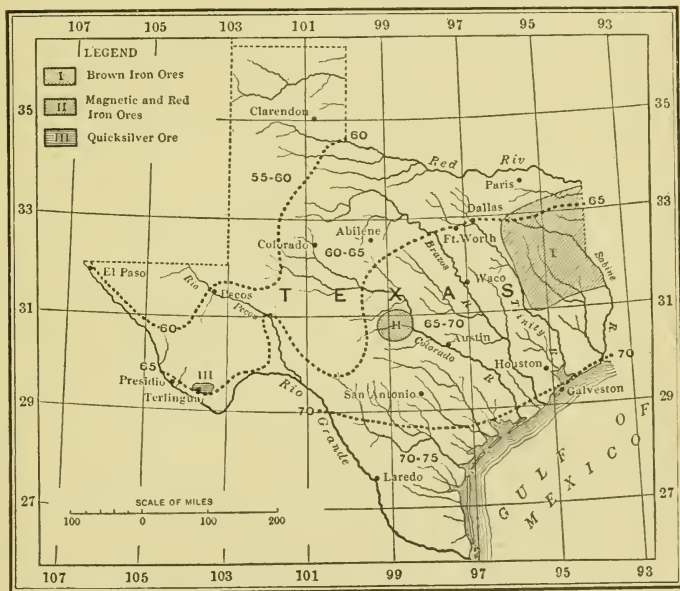 107 105 103 101 99 97 95 93
LEGEND
I Brown Iron Ores
II Magnetic and Red
Iron Ores
III Quicksilver Ore
35 35
Clarendon
60
Red Riv
55-60
Paris
33 33
Dallas
65
Abilene
Ft. Worth
Colorado
60-65
I
El Paso
Brazos R
Sabine R
Rio Pecos
Pecos
Waco
TEXAS
31 31
60
II
65-70
Trinity R
Austin
Colorado R
65
III
Houston
70
Presidio
Terlingua
Rio Grande
San Antonio
Galveston
29 29
70
70-75
GULF OF
MEXICO
Laredo
27 27
SCALE OF MILES
100 0 100 200
107 105 103 101 99 97 95 93